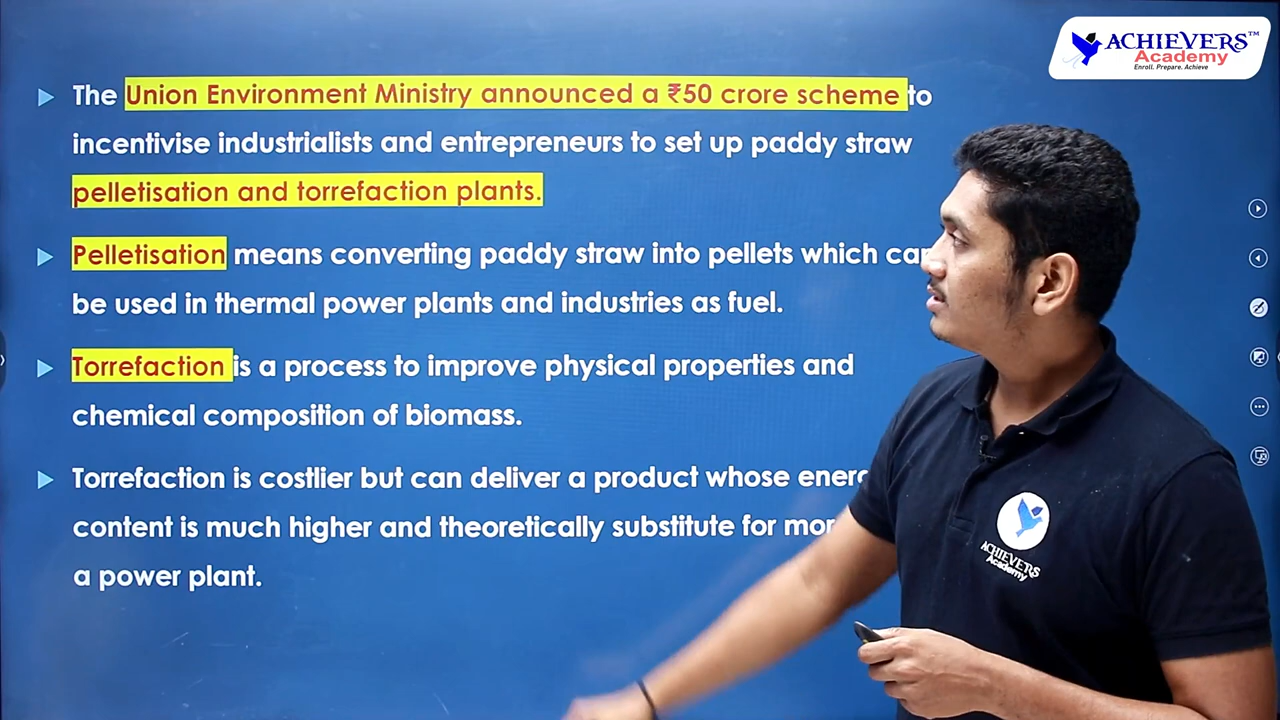 ACHIEVERS™
Academy
Enroll. Prepare. Achieve
The Union Environment Ministry announced a ₹50 crore scheme to
incentivise industrialists and entrepreneurs to set up paddy straw
pelletisation and torrefaction plants.
Pelletisation means converting paddy straw into pellets which
be used in thermal power plants and industries as fuel.
Torrefaction is a process to improve physical properties and
chemical composition of biomass.
Torrefaction is costlier but can deliver a product whose
content is much higher and theoretically substitute for
a power plant.
ACHIEVERS
Academy